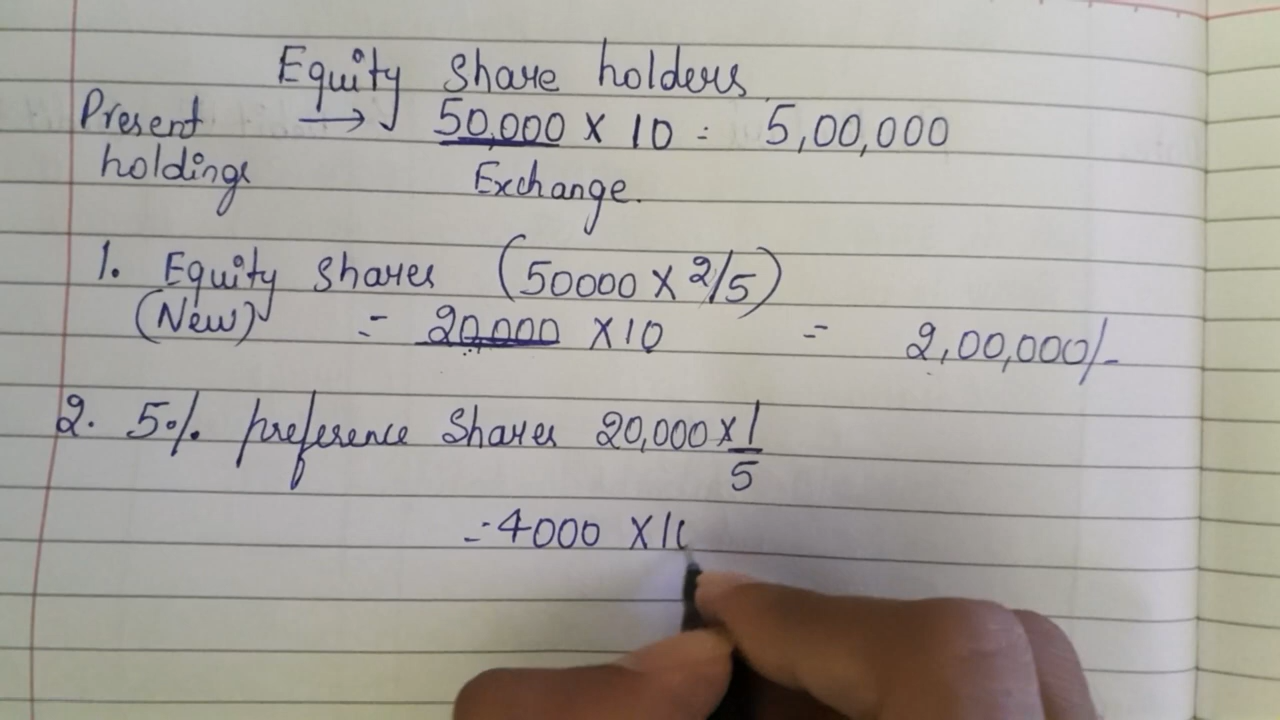 Equity Share holders
Present → 50,000 X 10 = 5,00,000
holdings Exchange.
1. Equity Shares (50000 X 2/5)
(New) = 20,000 X 10 = 2,00,000/-
2. 5% preference Shares 20,000 X 1/5
= 4000 X 10